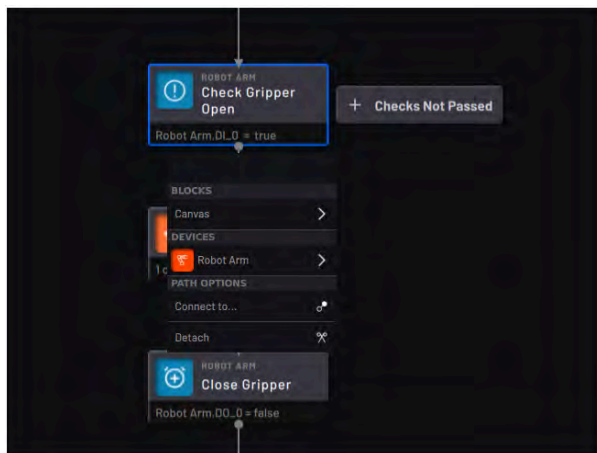 ROBOT ARM
Check Gripper
Open
+ Checks Not Passed
Robot Arm.DI_0 = true
BLOCKS
Canvas
DEVICES
Robot Arm
1
PATH OPTIONS
Connect to...
Detach
ROBOT ARM
Close Gripper
Robot Arm.DO_0 = false